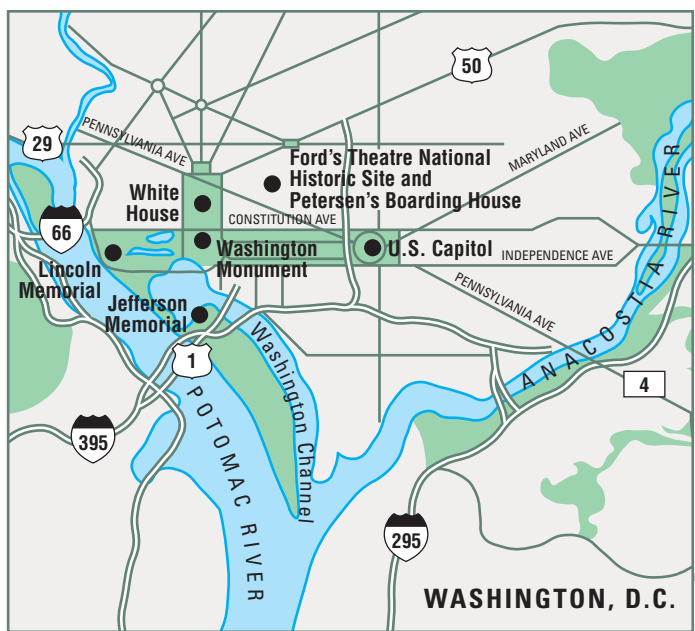 50
PENNSYLVANIA AVE
29
MARYLAND AVE
Ford's Theatre National
Historic Site and
Petersen's Boarding House
White
House
CONSTITUTION AVE
66
Washington
Monument
U.S. Capitol
INDEPENDENCE AVE
Lincoln
Memorial
Jefferson
Memorial
PENNSYLVANIA AVE
ANACOSTIA RIVER
Washington Channel
1
4
395
POTOMAC RIVER
295
WASHINGTON, D.C.